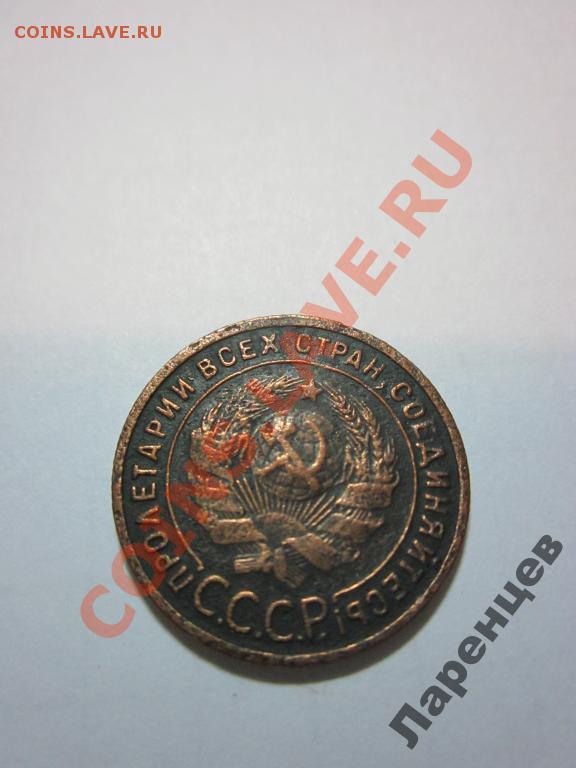 COINS.LAVE.RU
COINS.LAVE.RU
ПРОЛЕТАРИИ ВСЕХ СТРАН, СОЕДИНЯЙТЕСЬ!
С.С.С.Р.
Ларенцев